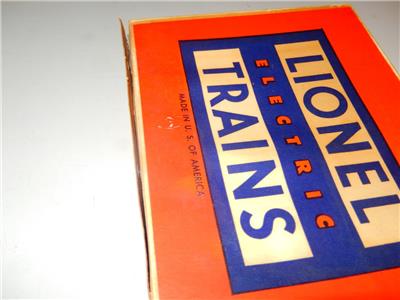 LIONEL
ELECTRIC
TRAINS
MADE IN U. S. OF AMERICA